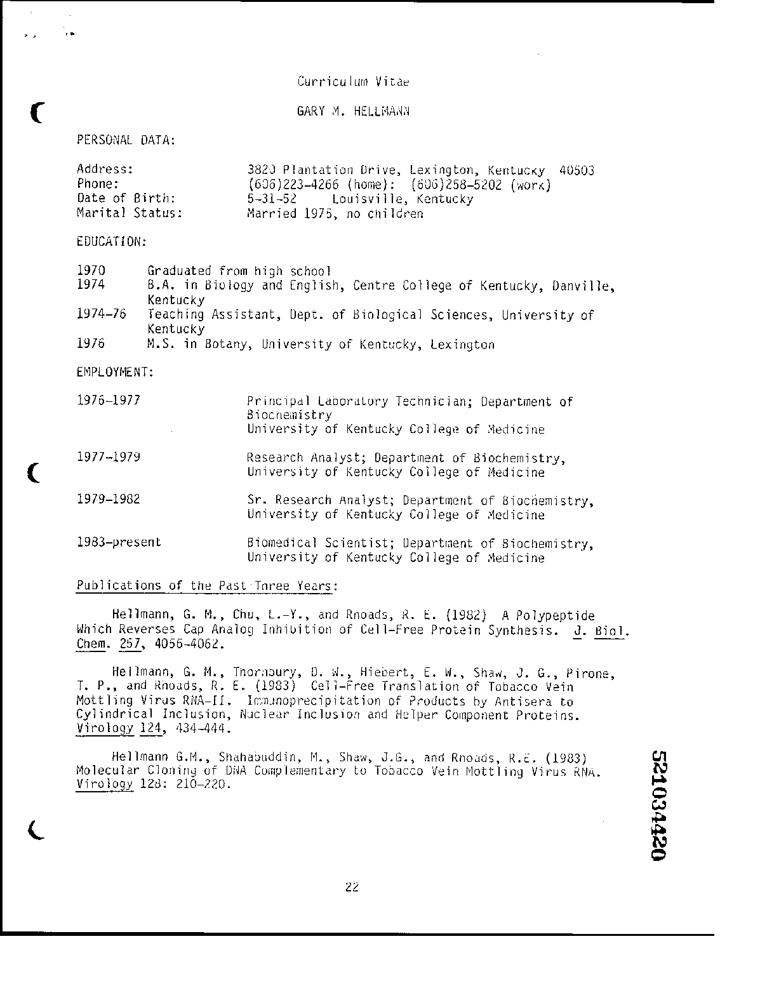 Curriculum Vitae
GARY M. HELLMANN
PERSONAL DATA:
Address: 3820 Plantation Drive, Lexington, Kentucky 40503
Phone: (606)223-4266 (home): (606)258-5202 (work)
Date of Birth: 5-31-52 Louisville, Kentucky
Marital Status: Married 1975, no children
EDUCATION:
1970 Graduated from high school
1974 B.A. in Biology and English, Centre College of Kentucky, Danville,
Kentucky
1974-76 Teaching Assistant, Dept. of Biological Sciences, University of
Kentucky
1976 M.S. in Botany, University of Kentucky, Lexington
EMPLOYMENT:
1976-1977 Principal Laboratory Technician; Department of
Biochemistry
University of Kentucky College of Medicine
1977-1979 Research Analyst; Department of Biochemistry,
University of Kentucky College of Medicine
1979-1982 Sr. Research Analyst; Department of Biochemistry,
University of Kentucky College of Medicine
1983-present Biomedical Scientist; Department of Biochemistry,
University of Kentucky College of Medicine
Publications of the Past Three Years:
Hellmann, G. M., Chu, L.-Y., and Rhoads, R. E. (1982) A Polypeptide
Which Reverses Cap Analog Inhibition of Cell-Free Protein Synthesis. J. Biol.
Chem. 257, 4056-4062.
Hellmann, G. M., Thornbury, D. W., Hiebert, E. W., Shaw, J. G., Pirone,
T. P., and Rhoads, R. E. (1983) Cell-Free Translation of Tobacco Vein
Mottling Virus RNA-II. Immunoprecipitation of Products by Antisera to
Cylindrical Inclusion, Nuclear Inclusion and Helper Component Proteins.
Virology 124, 434-444.
Hellmann G.M., Shahabuddin, M., Shaw, J.G., and Rhoads, R.E. (1983)
Molecular Cloning of DNA Complementary to Tobacco Vein Mottling Virus RNA.
Virology 128: 210-220.
521034420
22